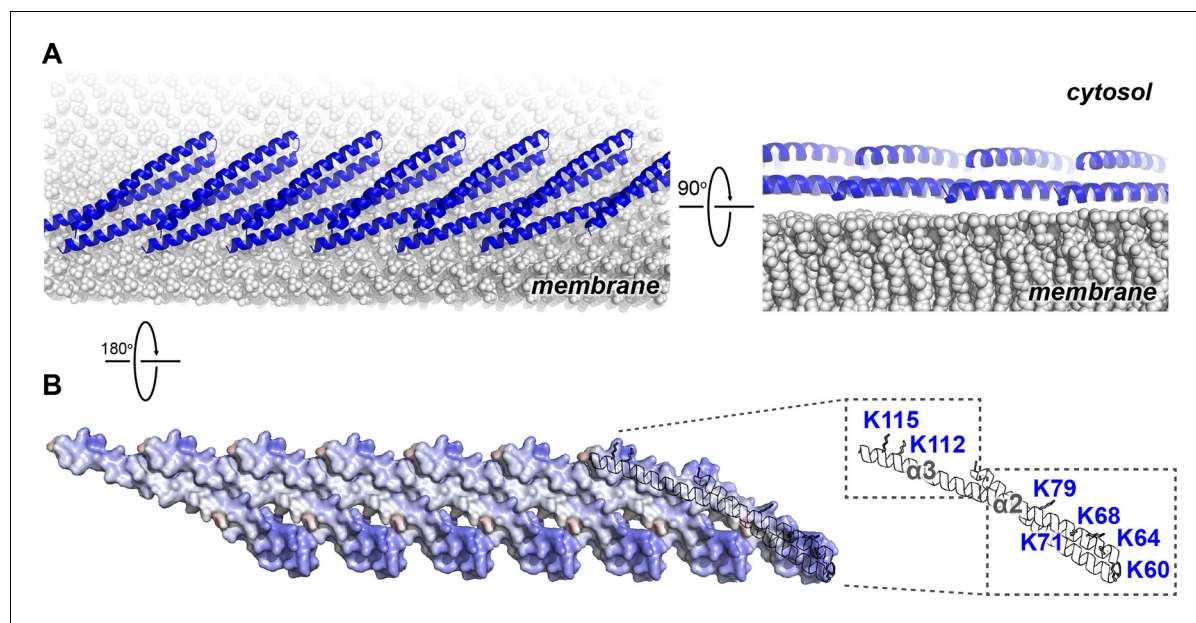 A
cytosol
90°
membrane
membrane
180°
B
K115
K112
α3
K79
α2
K68
K71
K64
K60